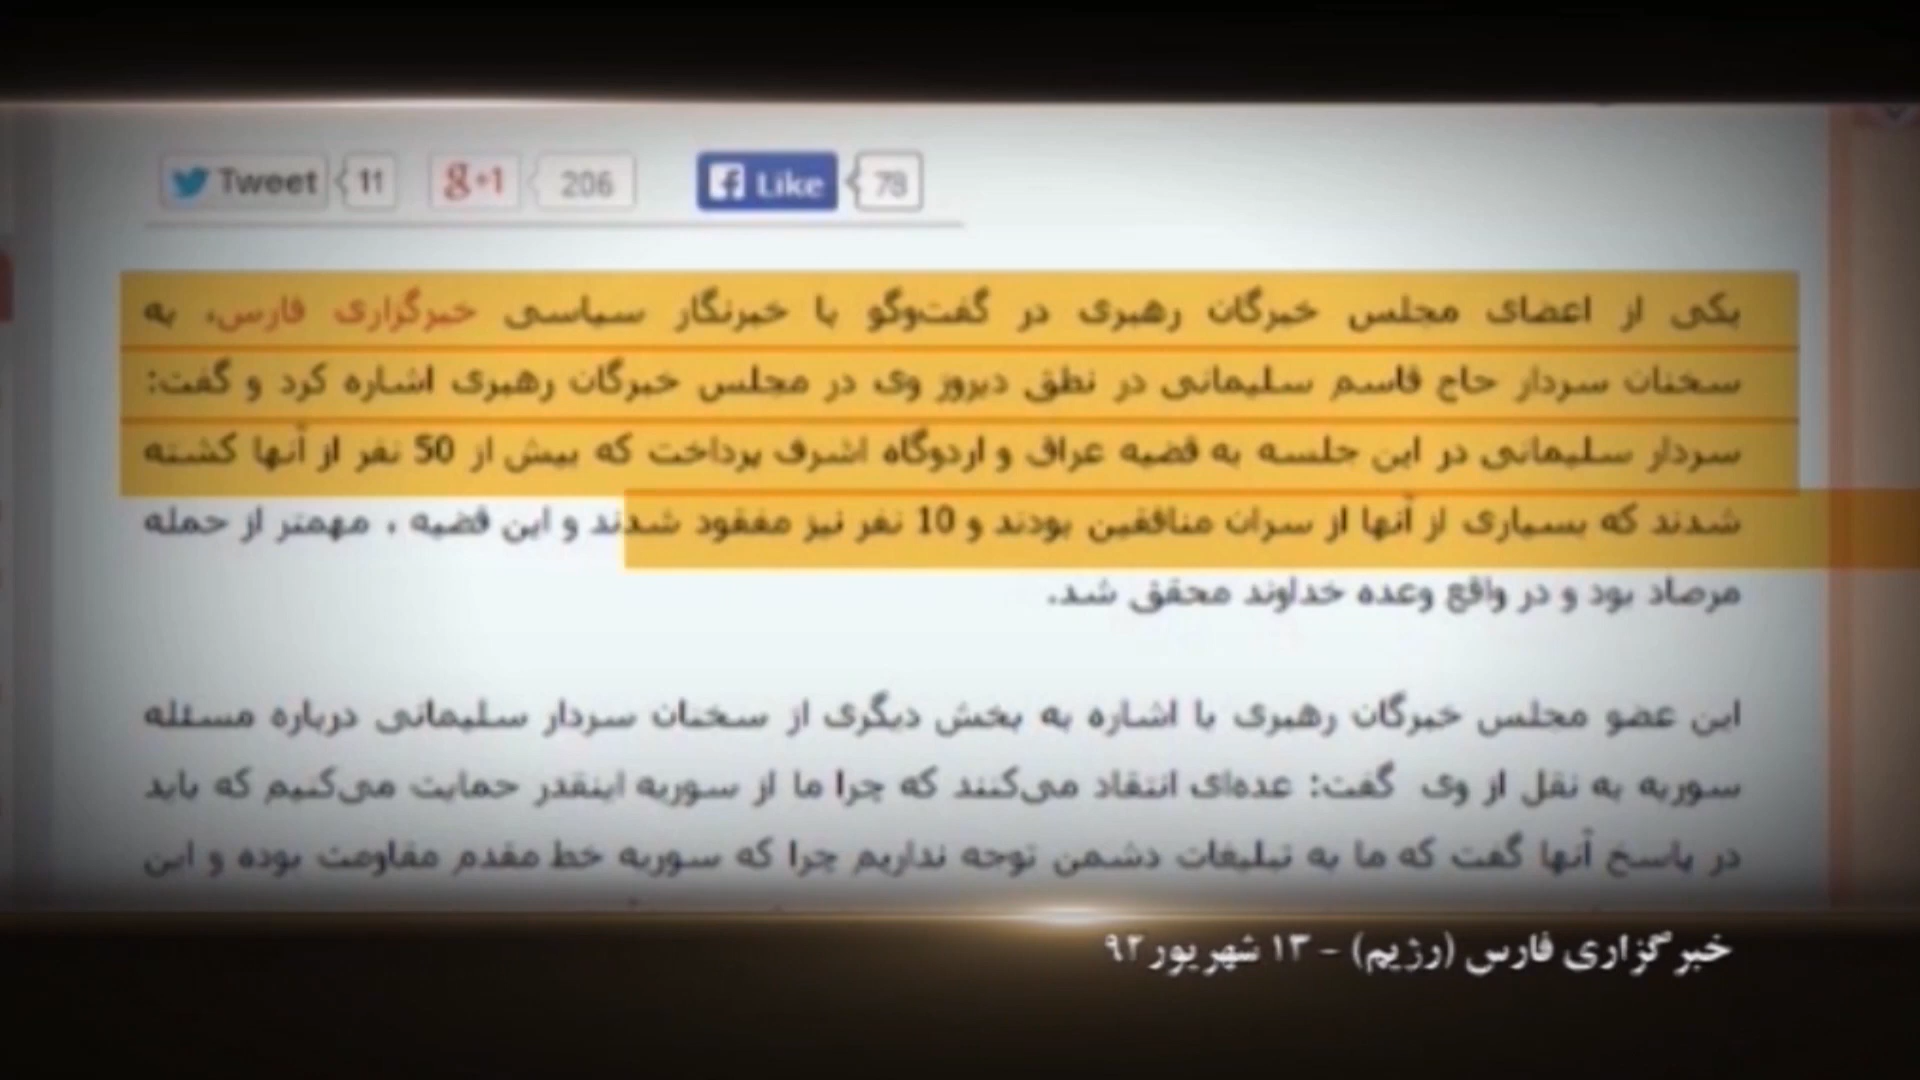 Tweet 11 g+1 206 Like 78
یکی از اعضای مجلس خبرگان رهبری در گفت‌وگو با خبرنگار سیاسی خبرگزاری فارس، به
سخنان سردار حاج قاسم سلیمانی در نطق دیروز وی در مجلس خبرگان رهبری اشاره کرد و گفت:
سردار سلیمانی در این جلسه به قضیه عراق و اردوگاه اشرف پرداخت که بیش از 50 نفر از آنها کشته
شدند که بسیاری از آنها از سران منافقین بودند و 10 نفر نیز مفقود شدند و این قضیه ، مهمتر از حمله
مرصاد بود و در واقع وعده خداوند محقق شد.
این عضو مجلس خبرگان رهبری با اشاره به بخش دیگری از سخنان سردار سلیمانی درباره مسئله
سوریه به نقل از وی گفت: عده‌ای انتقاد می‌کنند که چرا ما از سوریه اینقدر حمایت می‌کنیم که باید
در پاسخ آنها گفت که ما به تبلیغات دشمن توجه نداریم چرا که سوریه خط مقدم مقاومت بوده و این
خبرگزاری فارس (رژیم) - ۱۳ شهریور ۹۲